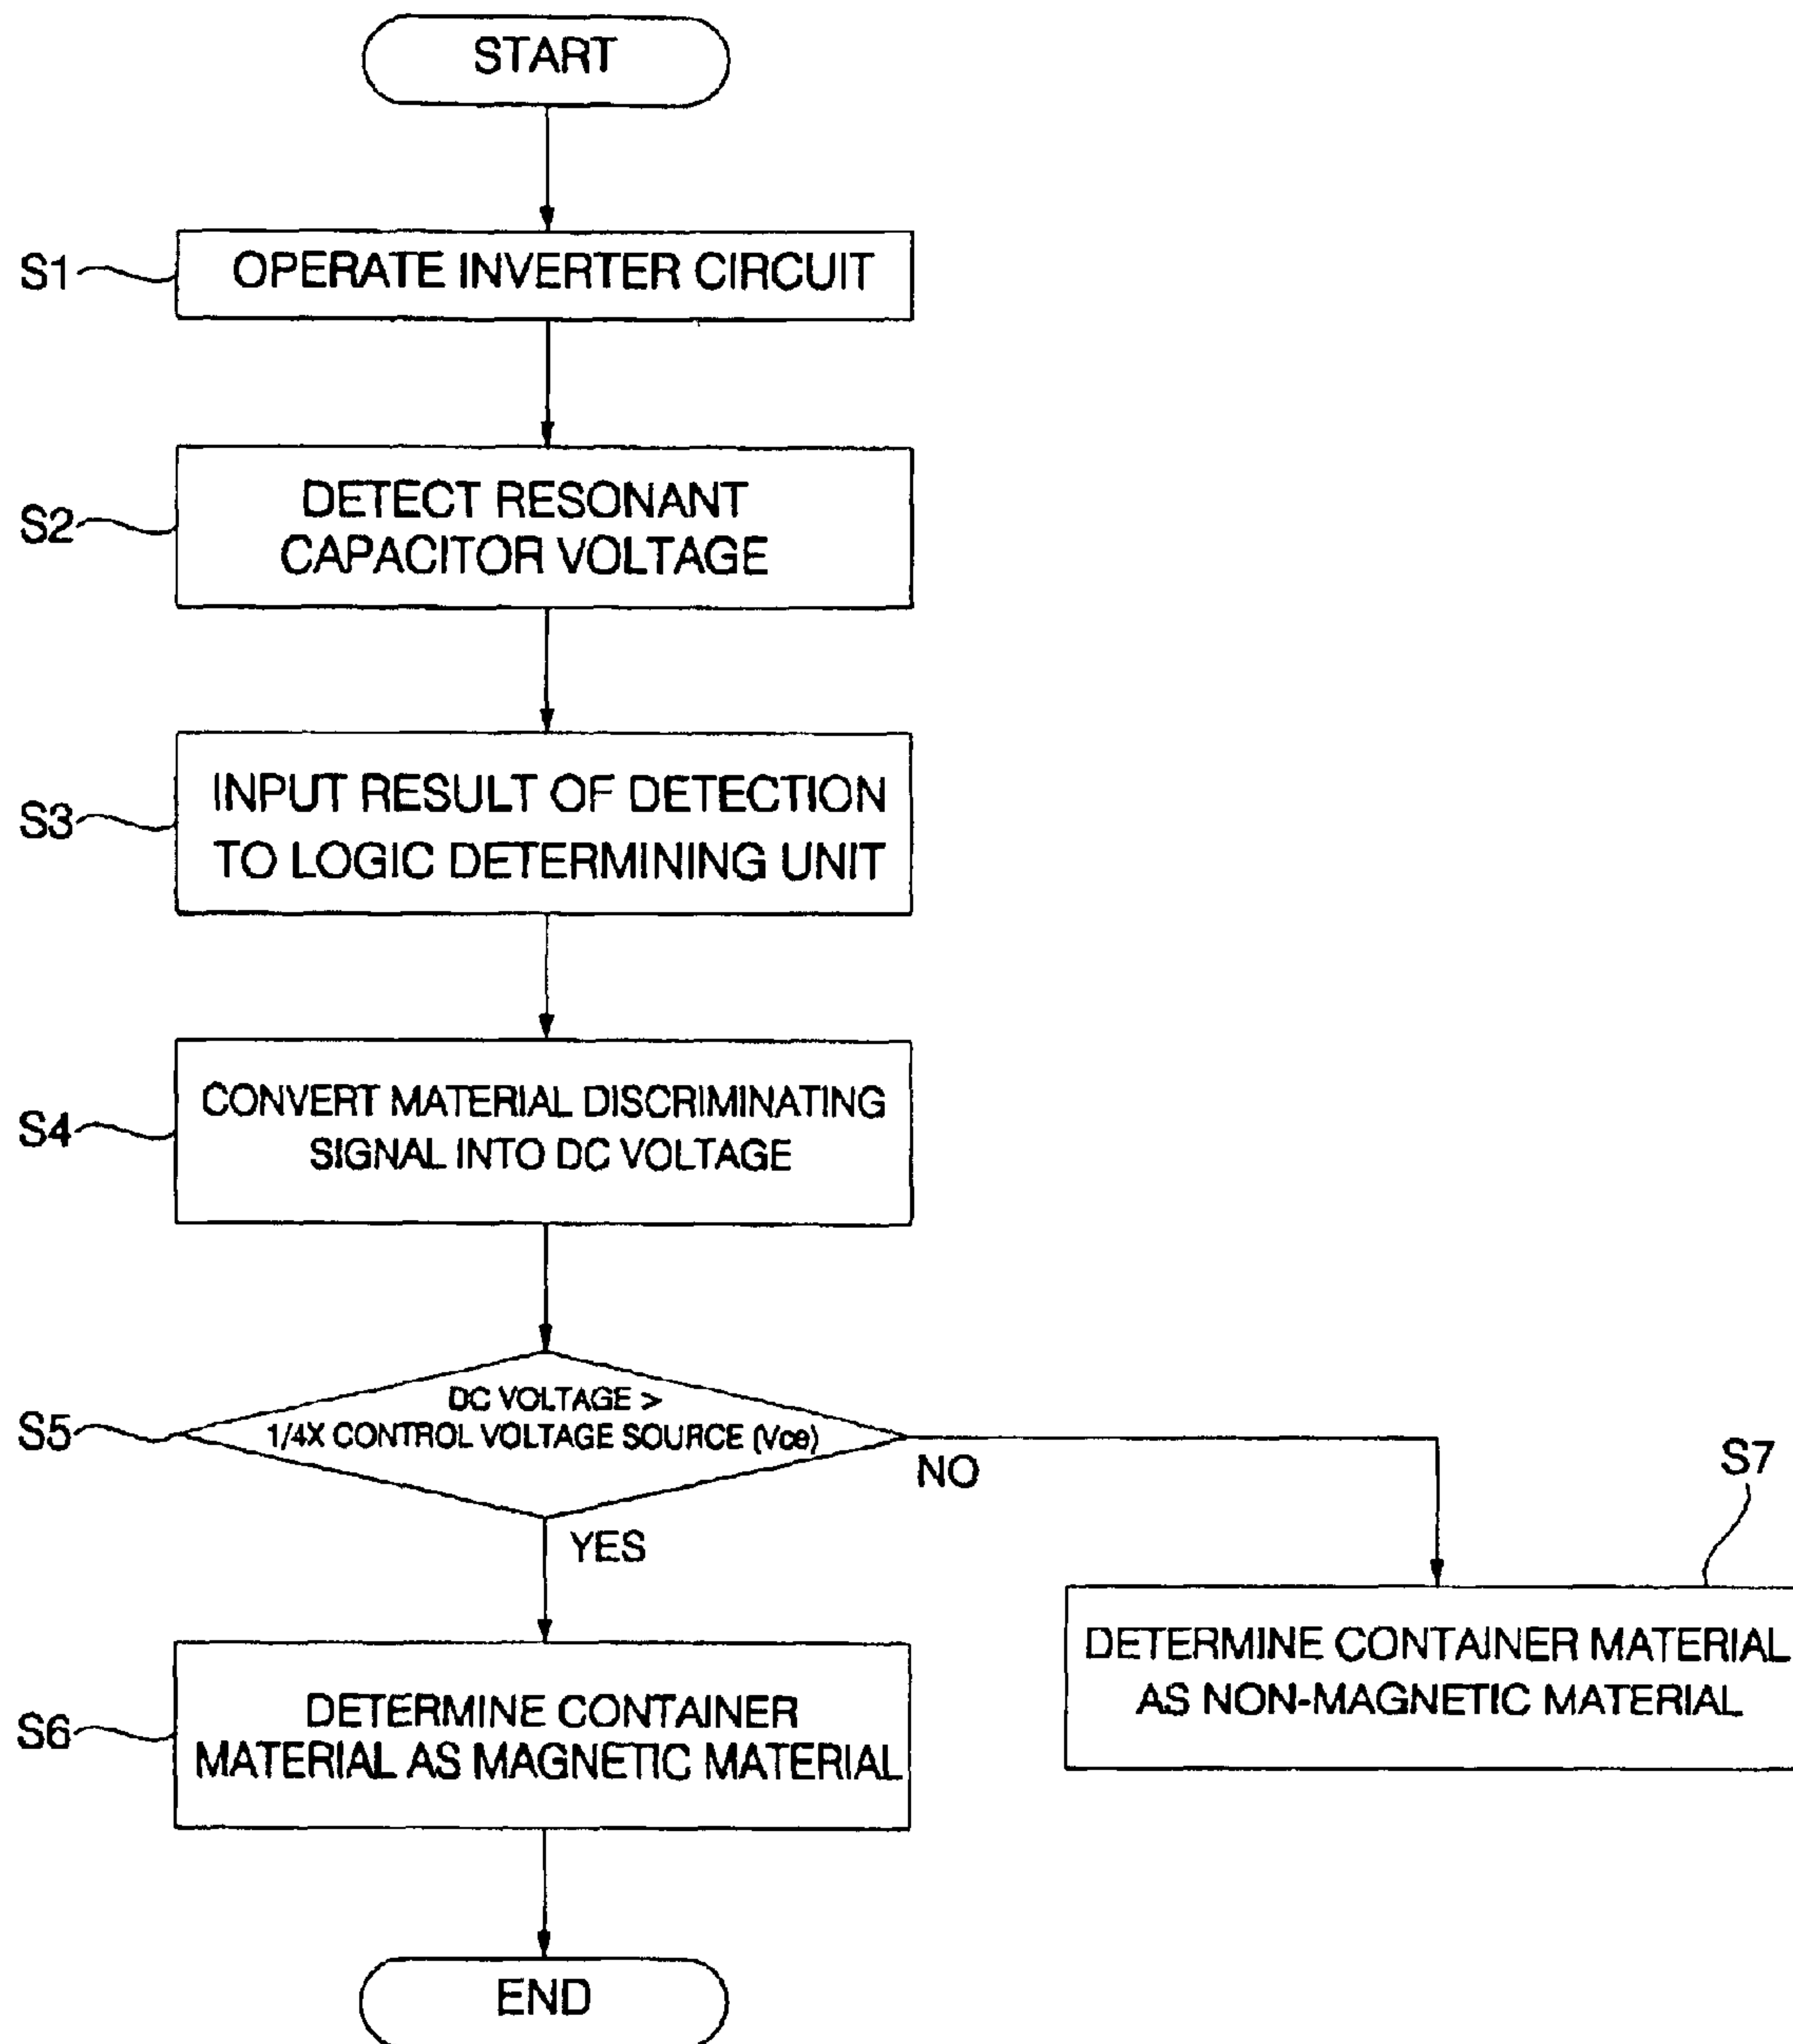 START
S1
OPERATE INVERTER CIRCUIT
S2
DETECT RESONANT
CAPACITOR VOLTAGE
S3
INPUT RESULT OF DETECTION
TO LOGIC DETERMINING UNIT
S4
CONVERT MATERIAL DISCRIMINATING
SIGNAL INTO DC VOLTAGE
S5
DC VOLTAGE >
1/4X CONTROL VOLTAGE SOURCE (Vce)
NO
YES
S7
DETERMINE CONTAINER MATERIAL
AS NON-MAGNETIC MATERIAL
S6
DETERMINE CONTAINER
MATERIAL AS MAGNETIC MATERIAL
END